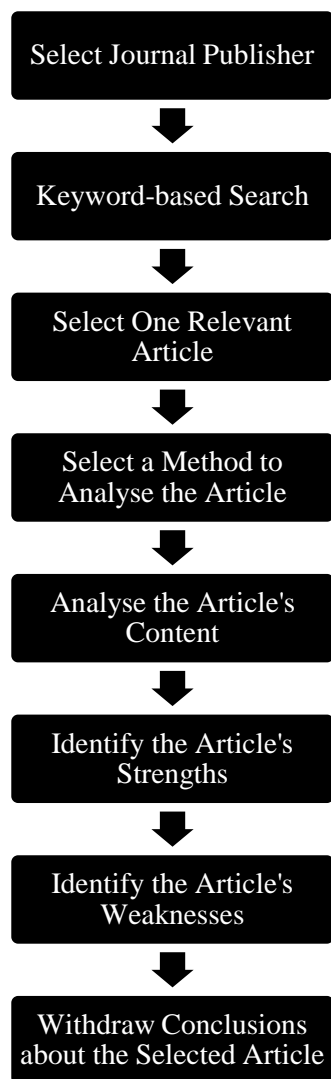 Select Journal Publisher
Keyword-based Search
Select One Relevant
Article
Select a Method to
Analyse the Article
Analyse the Article's
Content
Identify the Article's
Strengths
Identify the Article's
Weaknesses
Withdraw Conclusions
about the Selected Article